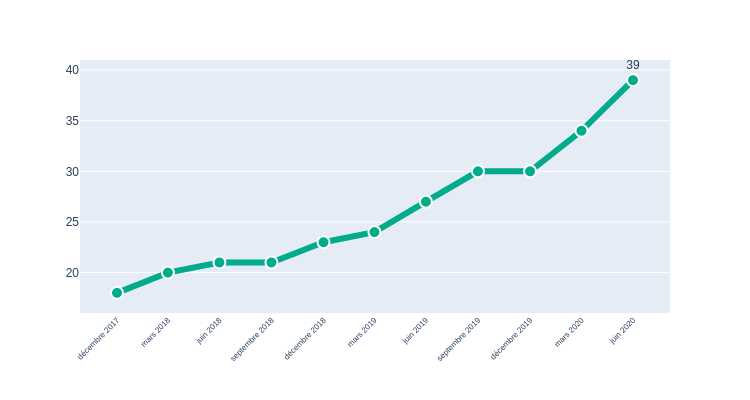 39
40
35
30
25
20
décembre 2017
mars 2018
juin 2018
septembre 2018
décembre 2018
mars 2019
juin 2019
septembre 2019
décembre 2019
mars 2020
juin 2020